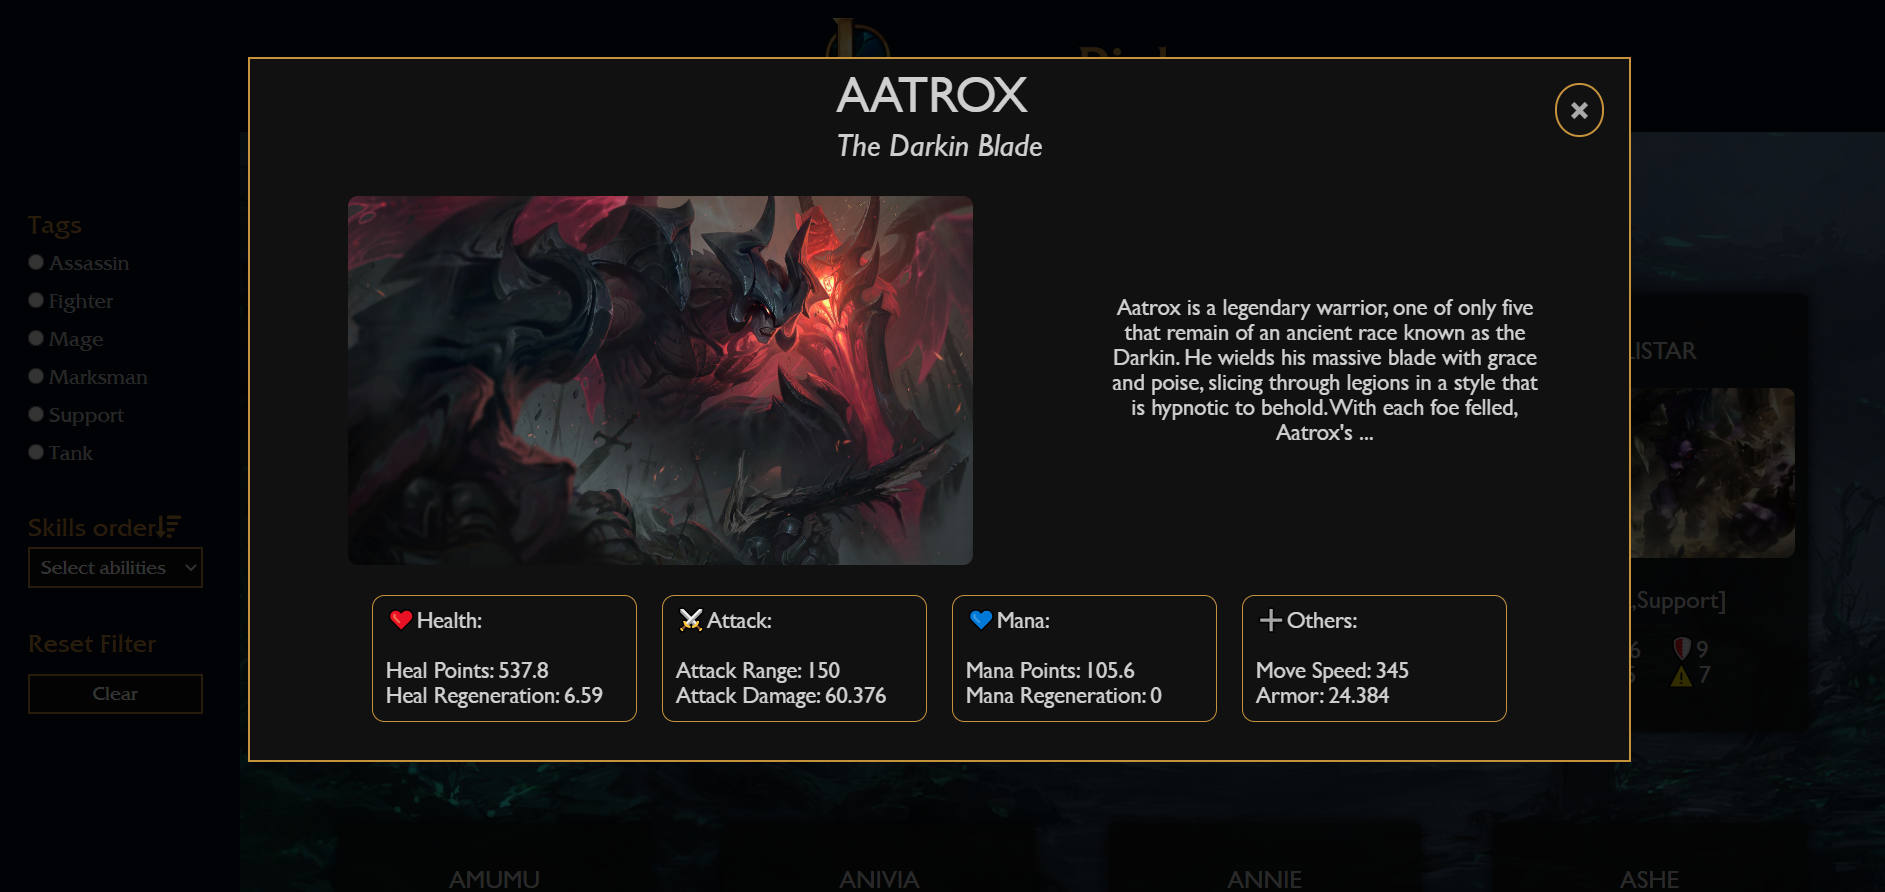 AATROX
The Darkin Blade
Tags
Assassin
Fighter
Mage
Marksman
Support
Tank
Skills order
Select abilities
Reset Filter
Clear
Aatrox is a legendary warrior, one of only five
that remain of an ancient race known as the
Darkin. He wields his massive blade with grace
and poise, slicing through legions in a style that
is hypnotic to behold.With each foe felled,
Aatrox's ...
LISTAR
,Support]
6
9
7
Health:
Heal Points: 537.8
Heal Regeneration: 6.59
Attack:
Attack Range: 150
Attack Damage: 60.376
Mana:
Mana Points: 105.6
Mana Regeneration: 0
Others:
Move Speed: 345
Armor: 24.384
AMUMU
ANIVIA
ANNIE
ASHE